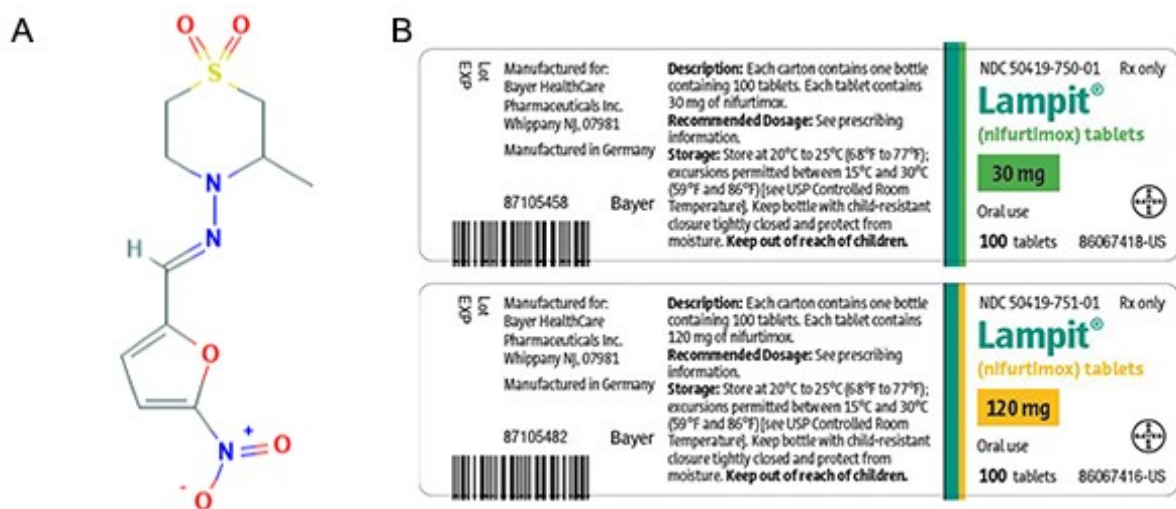 A
O O
S
N
N
H
O
N + O
- O
B
Lot
EXP
Manufactured for:
Bayer HealthCare
Pharmaceuticals Inc.
Whippany NJ, 07981
Manufactured in Germany
87105458 Bayer
Description: Each carton contains one bottle
containing 100 tablets. Each tablet contains
30 mg of nifurtimox.
Recommended Dosage: See prescribing
information.
Storage: Store at 20°C to 25°C (68°F to 77°F);
excursions permitted between 15°C and 30°C
(59°F and 86°F) [see USP Controlled Room
Temperature]. Keep bottle with child-resistant
closure tightly closed and protect from
moisture. Keep out of reach of children.
NDC 50419-750-01 Rx only
Lampit®
(nifurtimox) tablets
30 mg
Oral use
100 tablets 86067418-US
Lot
EXP
Manufactured for:
Bayer HealthCare
Pharmaceuticals Inc.
Whippany NJ, 07981
Manufactured in Germany
87105482 Bayer
Description: Each carton contains one bottle
containing 100 tablets. Each tablet contains
120 mg of nifurtimox.
Recommended Dosage: See prescribing
information.
Storage: Store at 20°C to 25°C (68°F to 77°F);
excursions permitted between 15°C and 30°C
(59°F and 86°F) [see USP Controlled Room
Temperature]. Keep bottle with child-resistant
closure tightly closed and protect from
moisture. Keep out of reach of children.
NDC 50419-751-01 Rx only
Lampit®
(nifurtimox) tablets
120 mg
Oral use
100 tablets 86067416-US